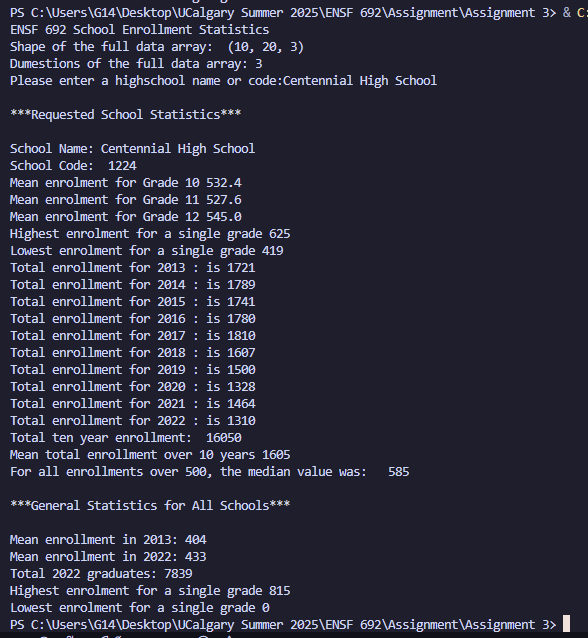 PS C:\Users\G14\Desktop\UCalgary Summer 2025\ENSF 692\Assignment\Assignment 3> & C:
ENSF 692 School Enrollment Statistics
Shape of the full data array:  (10, 20, 3)
Dumestions of the full data array: 3
Please enter a highschool name or code:Centennial High School
***Requested School Statistics***
School Name: Centennial High School
School Code:  1224
Mean enrolment for Grade 10 532.4
Mean enrolment for Grade 11 527.6
Mean enrolment for Grade 12 545.0
Highest enrolment for a single grade 625
Lowest enrolment for a single grade 419
Total enrollment for 2013 : is 1721
Total enrollment for 2014 : is 1789
Total enrollment for 2015 : is 1741
Total enrollment for 2016 : is 1780
Total enrollment for 2017 : is 1810
Total enrollment for 2018 : is 1607
Total enrollment for 2019 : is 1500
Total enrollment for 2020 : is 1328
Total enrollment for 2021 : is 1464
Total enrollment for 2022 : is 1310
Total ten year enrollment:  16050
Mean total enrollment over 10 years 1605
For all enrollments over 500, the median value was:   585
***General Statistics for All Schools***
Mean enrollment in 2013: 404
Mean enrollment in 2022: 433
Total 2022 graduates: 7839
Highest enrollment for a single grade 815
Lowest enrolment for a single grade 0
PS C:\Users\G14\Desktop\UCalgary Summer 2025\ENSF 692\Assignment\Assignment 3>